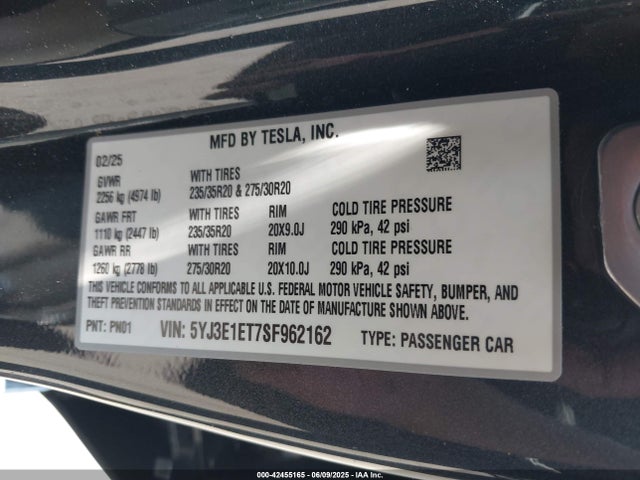 MFD BY TESLA, INC.
02/25
GVWR WITH TIRES
2256 kg (4974 lb) 235/35R20 & 275/30R20
GAWR FRT WITH TIRES RIM COLD TIRE PRESSURE
1110 kg (2447 lb) 235/35R20 20X9.0J 290 kPa, 42 psi
GAWR RR WITH TIRES RIM COLD TIRE PRESSURE
1260 kg (2778 lb) 275/30R20 20X10.0J 290 kPa, 42 psi
THIS VEHICLE CONFORMS TO ALL APPLICABLE U.S. FEDERAL MOTOR VEHICLE SAFETY, BUMPER, AND
THEFT PREVENTION STANDARDS IN EFFECT ON THE DATE OF MANUFACTURE SHOWN ABOVE.
PNT: PN01 VIN: 5YJ3E1ET7SF962162 TYPE: PASSENGER CAR
000-42455165 - 06/09/2025 - IAAI.COM